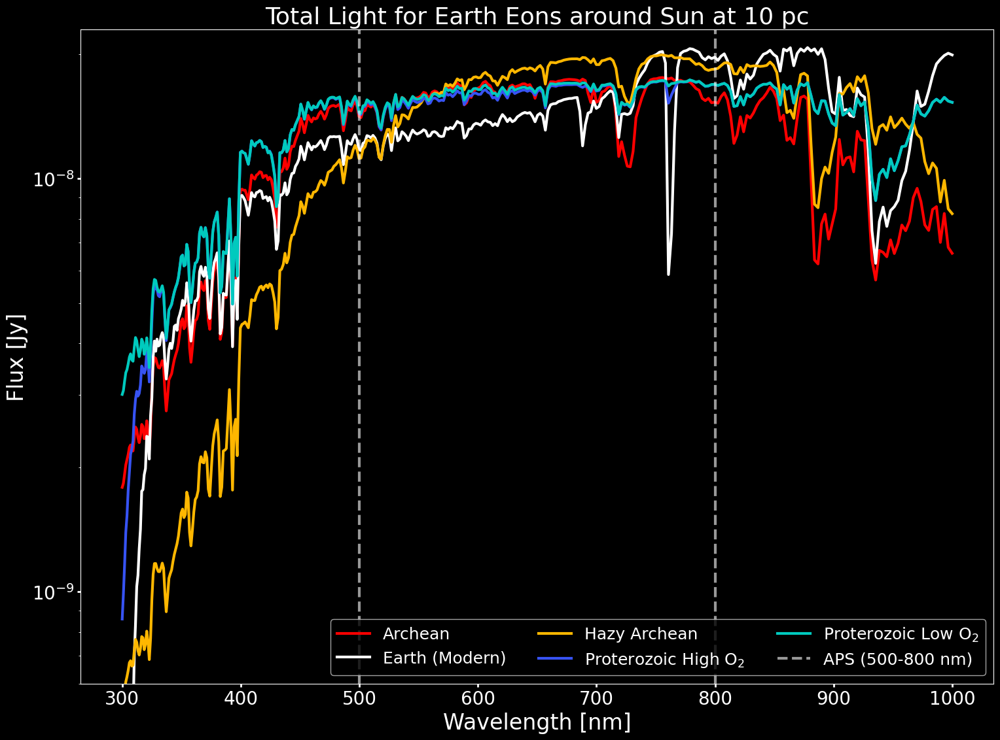 Total Light for Earth Eons around Sun at 10 pc
Flux [Jy]
10⁻⁸
10⁻⁹
300 400 500 600 700 800 900 1000
Wavelength [nm]
Archean
Earth (Modern)
Hazy Archean
Proterozoic High O₂
Proterozoic Low O₂
APS (500-800 nm)